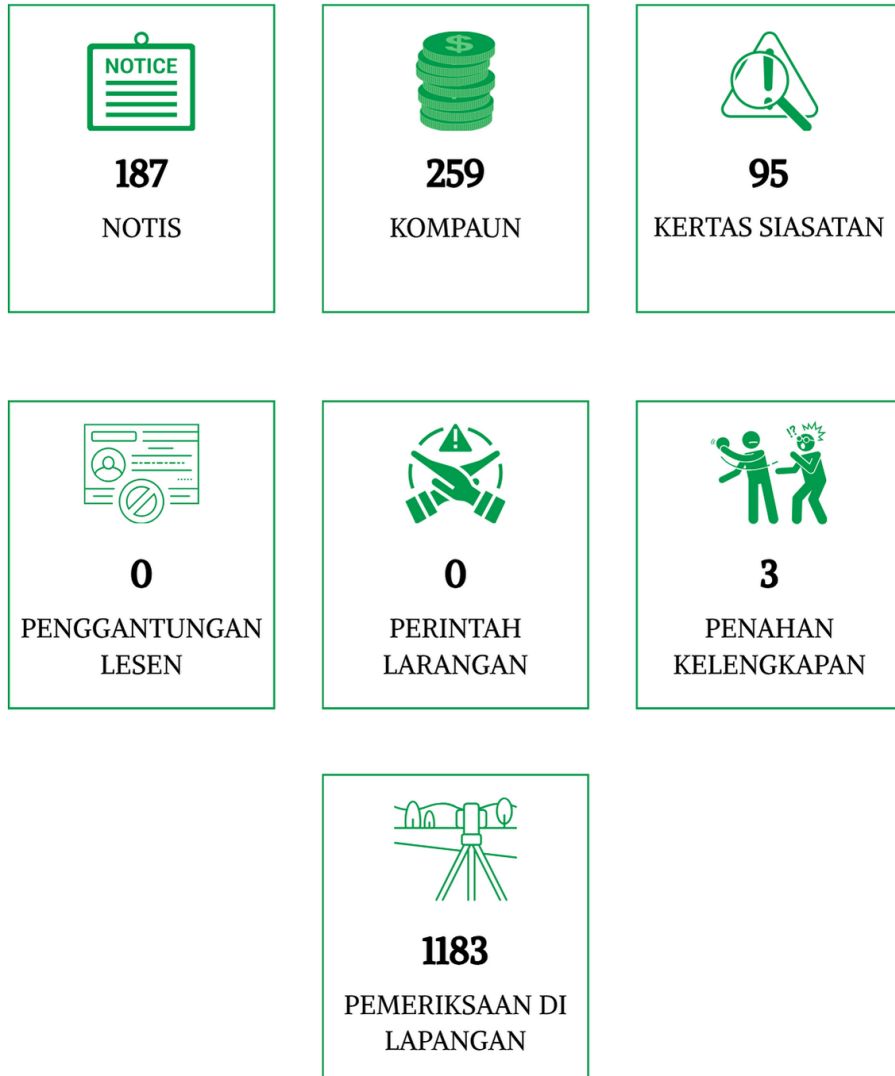 NOTICE
187
NOTIS
$
259
KOMPAUN
!
95
KERTAS SIASATAN
0
PENGGANTUNGAN
LESEN
!
0
PERINTAH
LARANGAN
!?
3
PENAHAN
KELENGKAPAN
1183
PEMERIKSAAN DI
LAPANGAN